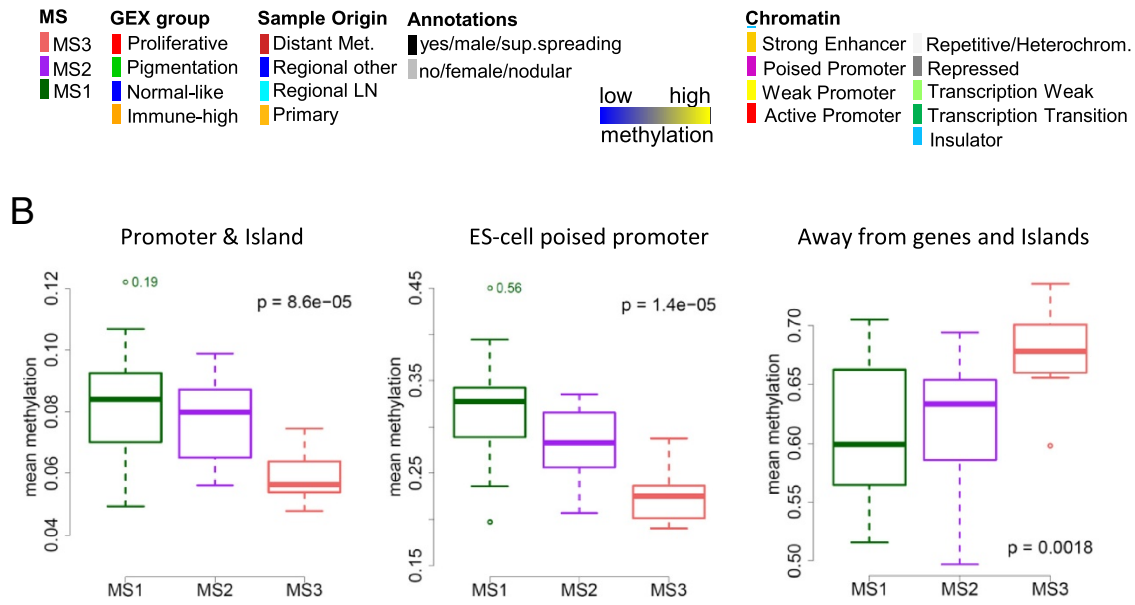 MS
MS3
MS2
MS1
GEX group
Proliferative
Pigmentation
Normal-like
Immune-high
Sample Origin
Distant Met.
Regional other
Regional LN
Primary
Annotations
yes/male/sup.spreading
no/female/nodular
low high
methylation
Chromatin
Strong Enhancer
Poised Promoter
Weak Promoter
Active Promoter
Repetitive/Heterochrom.
Repressed
Transcription Weak
Transcription Transition
Insulator
B
Promoter & Island
mean methylation
0.12
0.10
0.08
0.06
0.04
0.19
p = 8.6e−05
MS1 MS2 MS3
ES-cell poised promoter
mean methylation
0.45
0.35
0.25
0.15
0.56
p = 1.4e−05
MS1 MS2 MS3
Away from genes and Islands
mean methylation
0.70
0.65
0.60
0.55
0.50
p = 0.0018
MS1 MS2 MS3